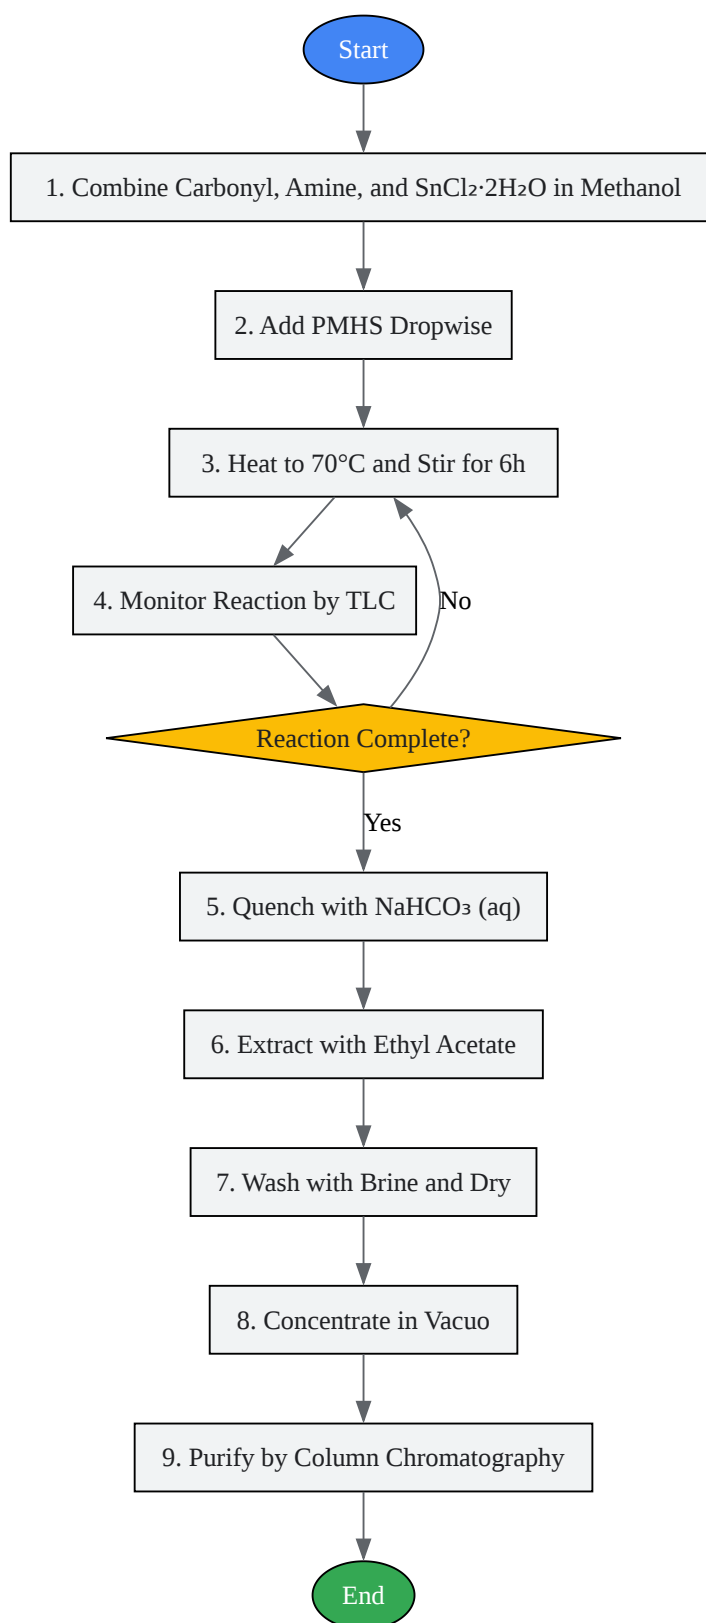 Start
1. Combine Carbonyl, Amine, and SnCl₂·2H₂O in Methanol
2. Add PMHS Dropwise
3. Heat to 70°C and Stir for 6h
4. Monitor Reaction by TLC
No
Reaction Complete?
Yes
5. Quench with NaHCO₃ (aq)
6. Extract with Ethyl Acetate
7. Wash with Brine and Dry
8. Concentrate in Vacuo
9. Purify by Column Chromatography
End